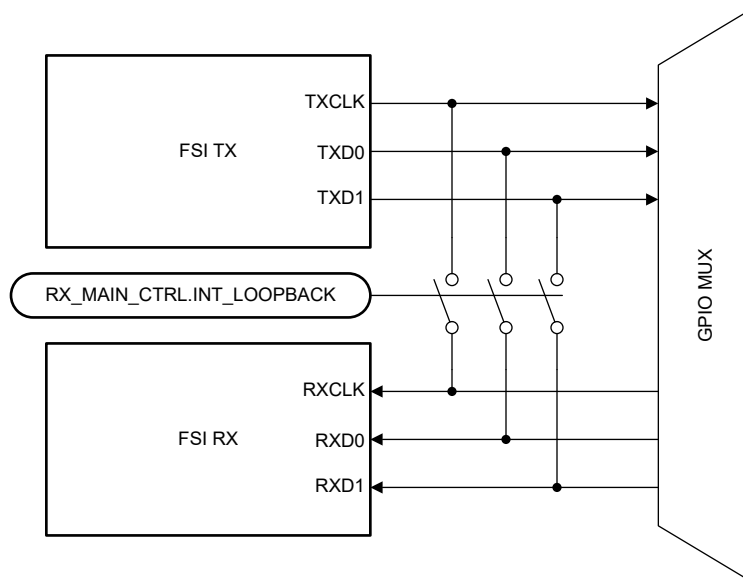 TXCLK
FSI TX
TXD0
TXD1
RX_MAIN_CTRL.INT_LOOPBACK
GPIO MUX
RXCLK
FSI RX
RXD0
RXD1